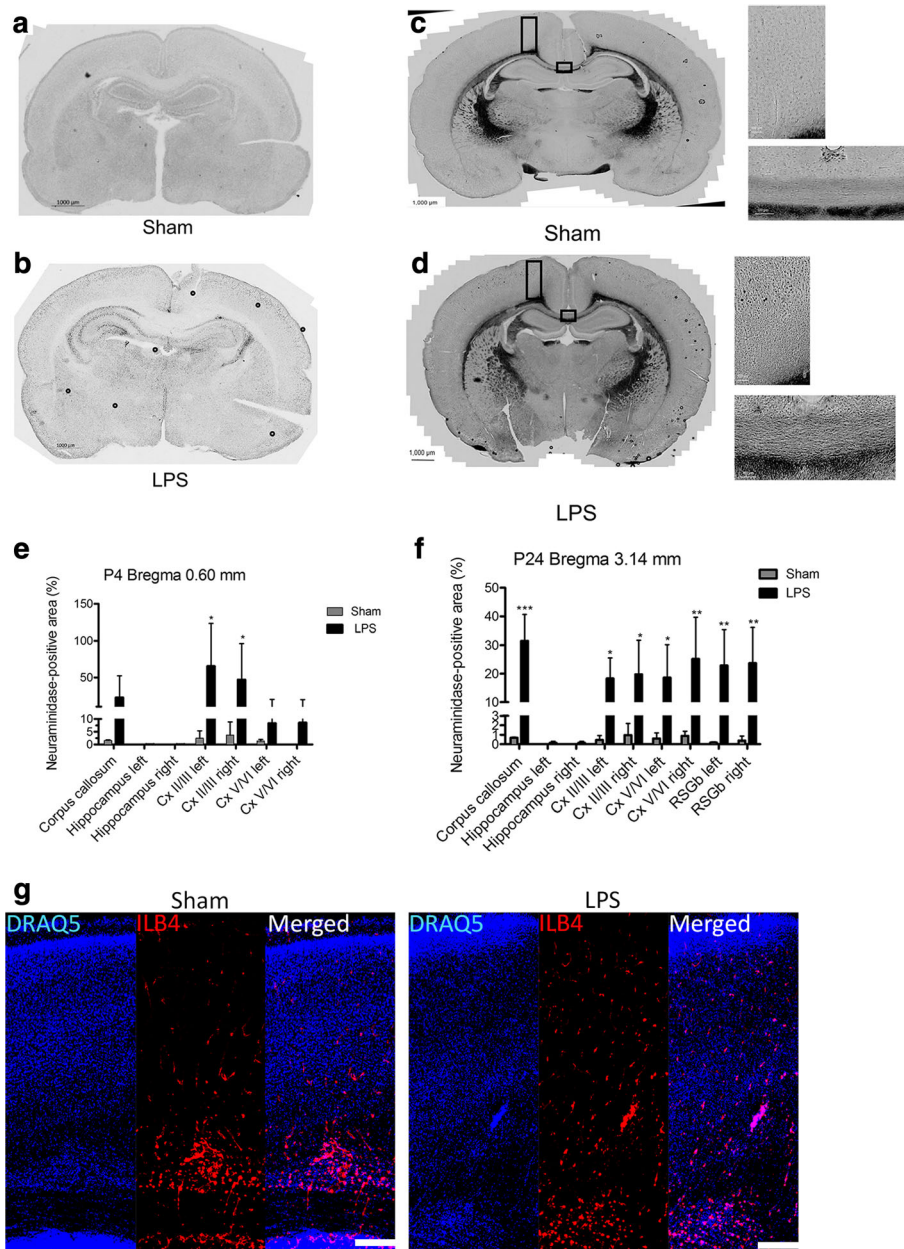 a
1000 µm
Sham
b
1000 µm
LPS
c
1,000 µm
Sham
d
1,000 µm
LPS
e
P4 Bregma 0.60 mm
Neuraminidase-positive area (%)
150
100
50
10
5
0
* *
Sham
LPS
Corpus callosum
Hippocampus left
Hippocampus right
Cx II/III left
Cx II/III right
Cx V/VI left
Cx V/VI right
f
P24 Bregma 3.14 mm
Neuraminidase-positive area (%)
50
40
30
20
10
3
2
1
0
*** * * * ** ** **
Sham
LPS
Corpus callosum
Hippocampus left
Hippocampus right
Cx II/III left
Cx II/III right
Cx V/VI left
Cx V/VI right
RSGb left
RSGb right
g
Sham
DRAQ5 ILB4 Merged
LPS
DRAQ5 ILB4 Merged